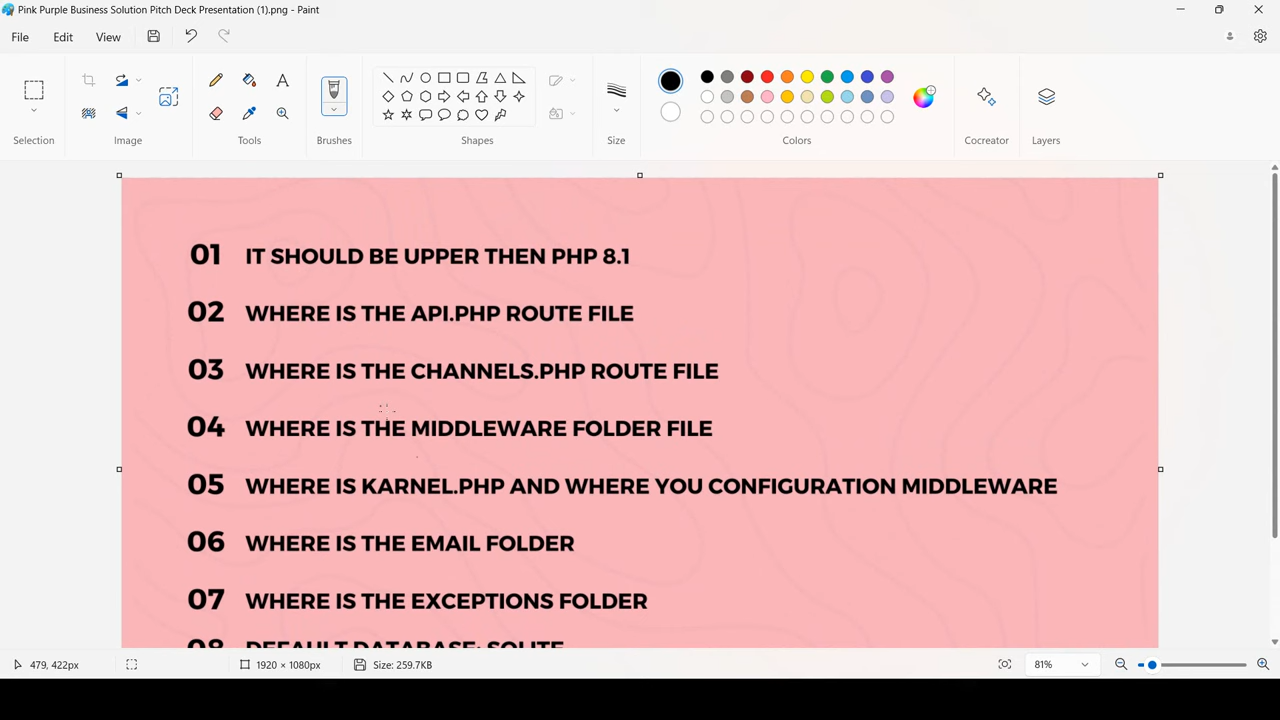 Pink Purple Business Solution Pitch Deck Presentation (1).png - Paint
File Edit View
Selection Image Tools Brushes Shapes Size Colors Cocreator Layers
01 IT SHOULD BE UPPER THEN PHP 8.1
02 WHERE IS THE API.PHP ROUTE FILE
03 WHERE IS THE CHANNELS.PHP ROUTE FILE
04 WHERE IS THE MIDDLEWARE FOLDER FILE
05 WHERE IS KARNEL.PHP AND WHERE YOU CONFIGURATION MIDDLEWARE
06 WHERE IS THE EMAIL FOLDER
07 WHERE IS THE EXCEPTIONS FOLDER
08 DEFAULT DATABASE: SQLITE
479, 422px 1920 × 1080px Size: 259.7KB 81%